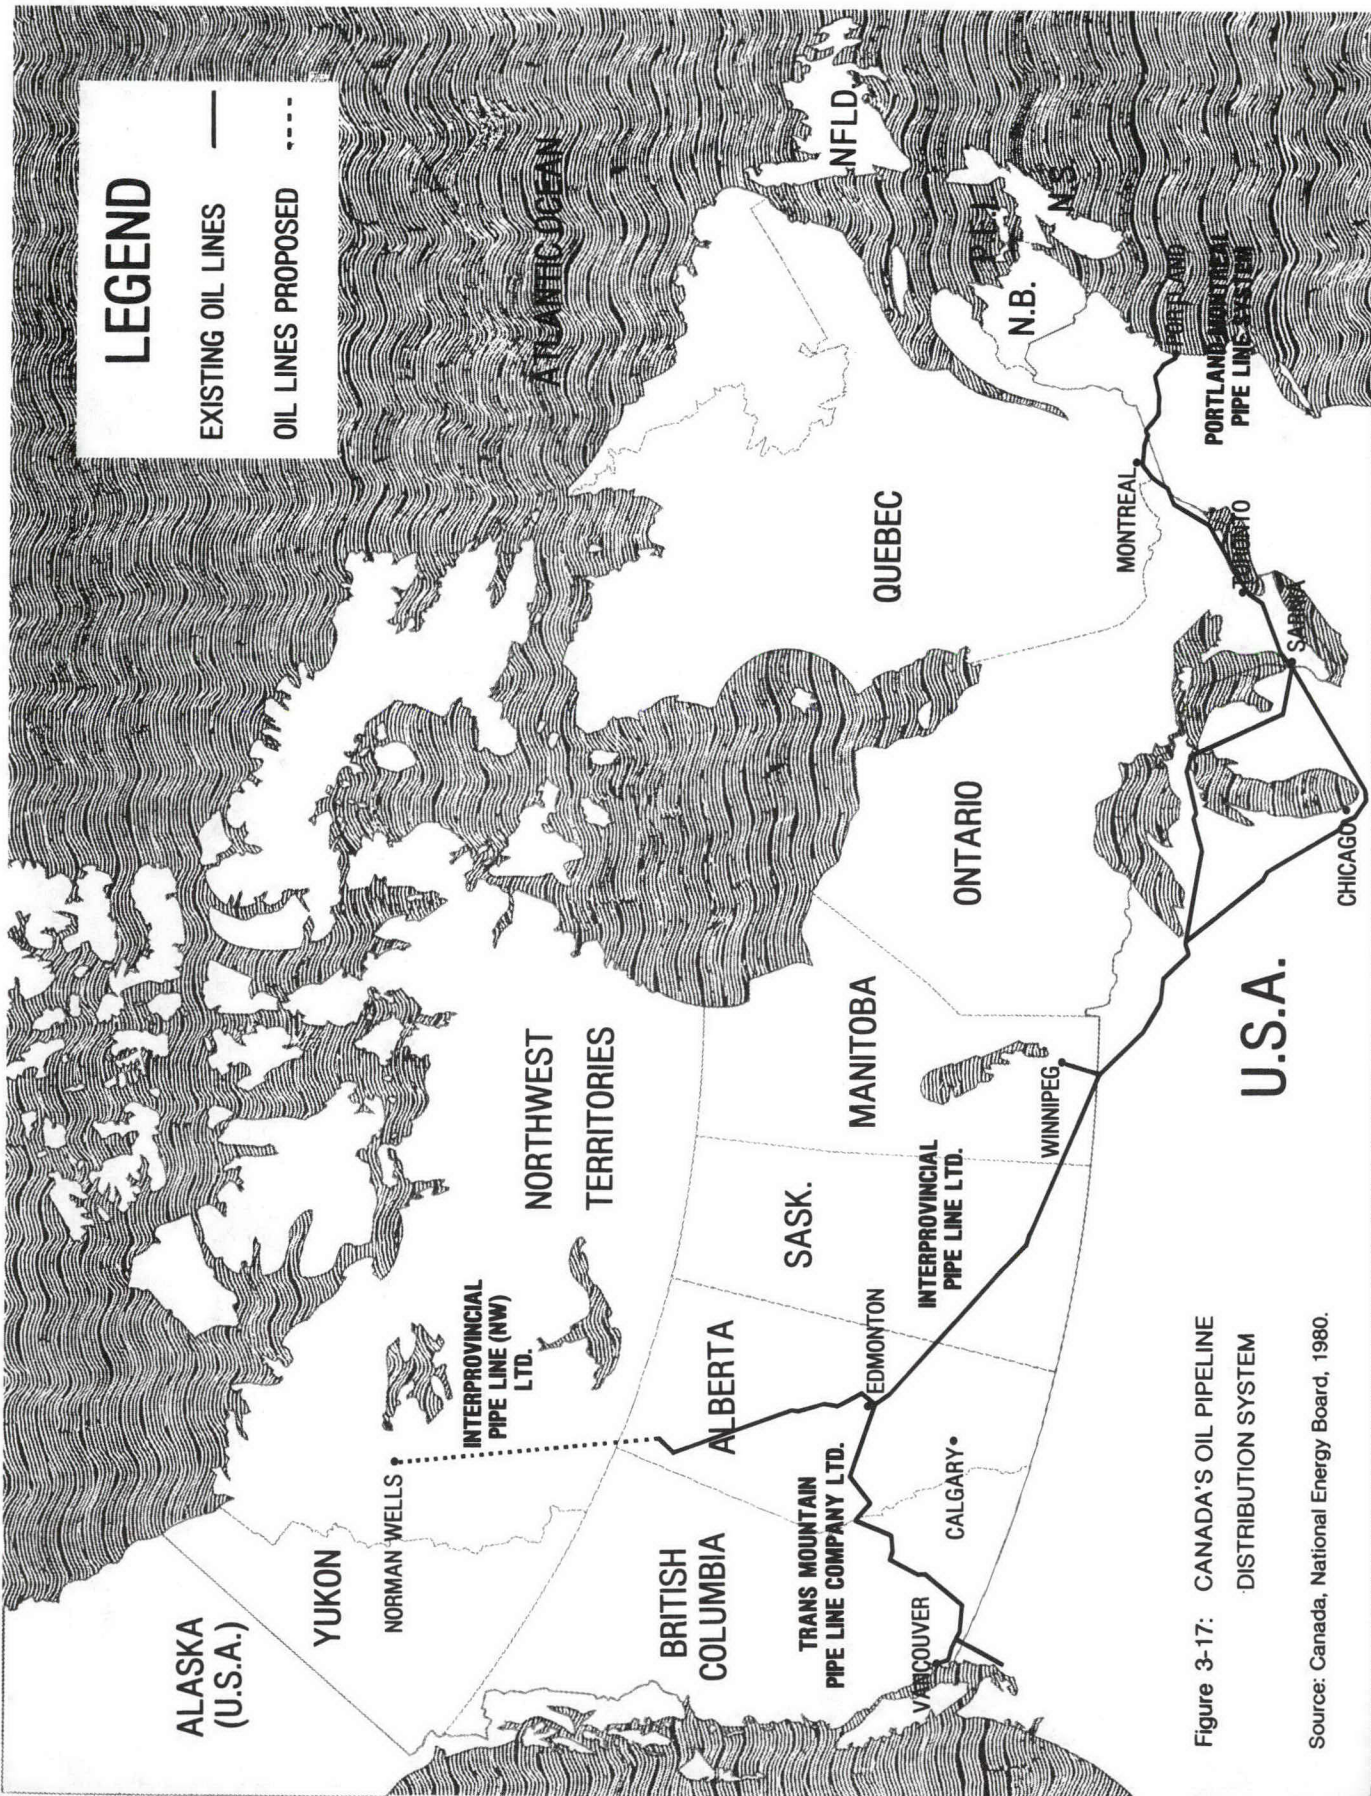 LEGEND
EXISTING OIL LINES
OIL LINES PROPOSED
ATLANTIC OCEAN
ALASKA
(U.S.A.)
YUKON
NORMAN WELLS
INTERPROVINCIAL
PIPE LINE (NW)
LTD.
NORTHWEST
TERRITORIES
BRITISH
COLUMBIA
ALBERTA
SASK.
MANITOBA
ONTARIO
QUEBEC
NFLD.
P.E.I.
N.S.
N.B.
TRANS MOUNTAIN
PIPE LINE COMPANY LTD.
EDMONTON
INTERPROVINCIAL
PIPE LINE LTD.
VANCOUVER
CALGARY
WINNIPEG
MONTREAL
PORTLAND
PORTLAND MONTREAL
PIPE LINE SYSTEM
TORONTO
SARNIA
CHICAGO
U.S.A.
Figure 3-17: CANADA'S OIL PIPELINE
DISTRIBUTION SYSTEM
Source: Canada, National Energy Board, 1980.